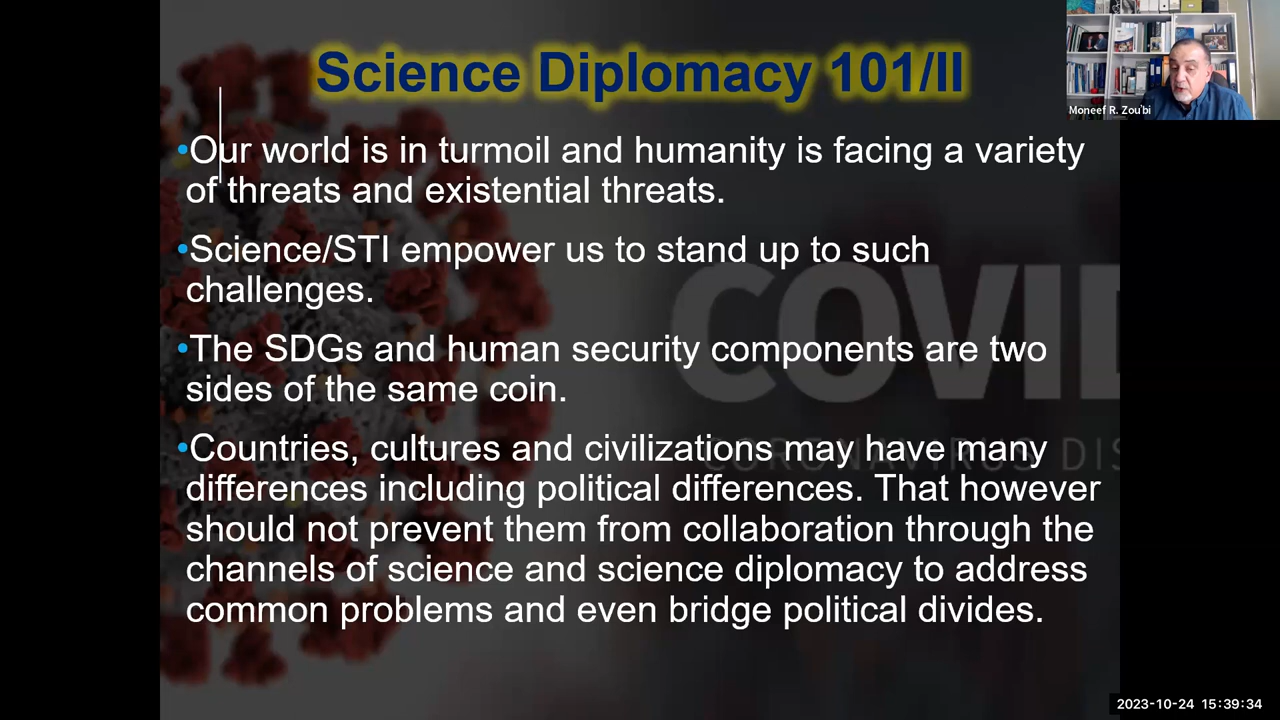 Science Diplomacy 101/II
Moneef R. Zou'bi
•Our world is in turmoil and humanity is facing a variety
of threats and existential threats.
•Science/STI empower us to stand up to such
challenges.
•The SDGs and human security components are two
sides of the same coin.
•Countries, cultures and civilizations may have many
differences including political differences. That however
should not prevent them from collaboration through the
channels of science and science diplomacy to address
common problems and even bridge political divides.
COVID
CORONAVIRUS DIS
2023-10-24 15:39:34